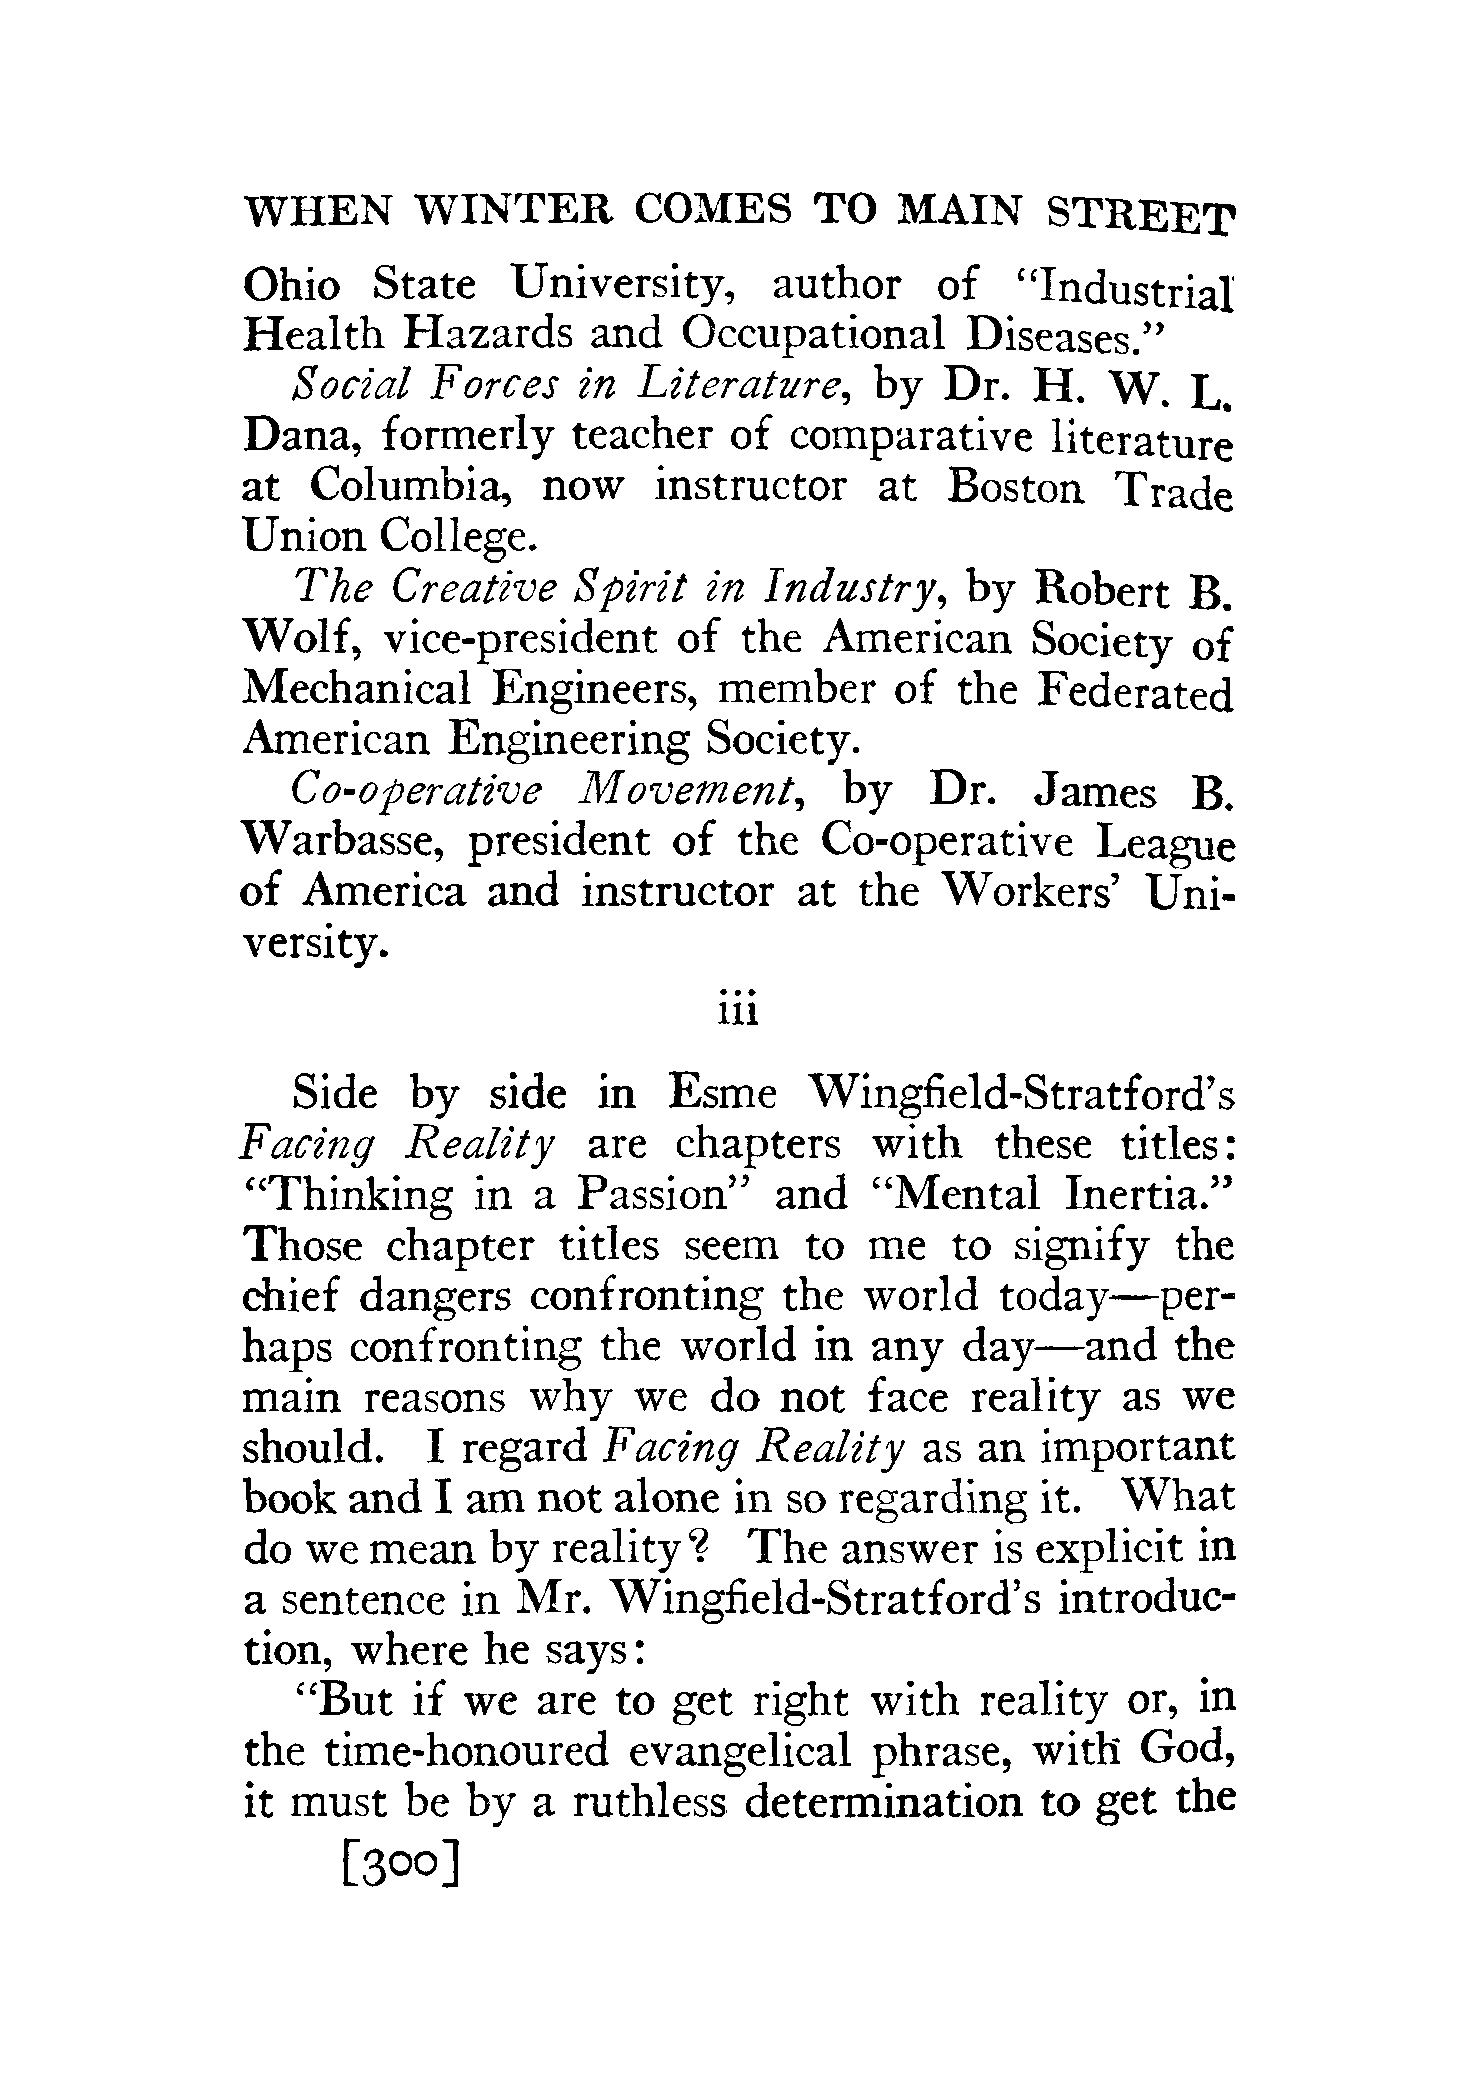 WHEN WINTER COMES TO MAIN STREET
Ohio State University, author of “Industrial
Health Hazards and Occupational Diseases.”
Social Forces in Literature, by Dr. H. W. L.
Dana, formerly teacher of comparative literature
at Columbia, now instructor at Boston Trade
Union College.
The Creative Spirit in Industry, by Robert B.
Wolf, vice-president of the American Society of
Mechanical Engineers, member of the Federated
American Engineering Society.
Co-operative Movement, by Dr. James B.
Warbasse, president of the Co-operative League
of America and instructor at the Workers’ Uni-
versity.
iii
Side by side in Esme Wingfield-Stratford’s
Facing Reality are chapters with these titles:
“Thinking in a Passion” and “Mental Inertia.”
Those chapter titles seem to me to signify the
chief dangers confronting the world today—per-
haps confronting the world in any day—and the
main reasons why we do not face reality as we
should. I regard Facing Reality as an important
book and I am not alone in so regarding it. What
do we mean by reality? The answer is explicit in
a sentence in Mr. Wingfield-Stratford’s introduc-
tion, where he says:
“But if we are to get right with reality or, in
the time-honoured evangelical phrase, with God,
it must be by a ruthless determination to get the
[300]